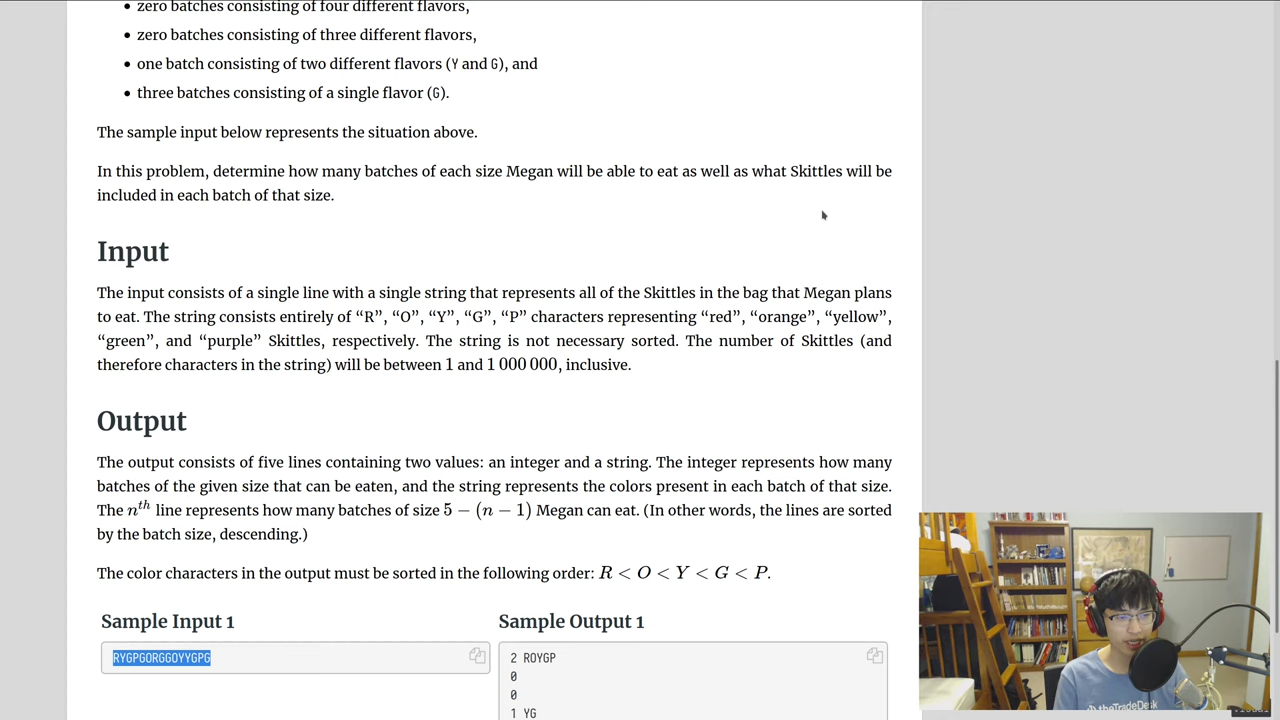 • zero batches consisting of four different flavors,
• zero batches consisting of three different flavors,
• one batch consisting of two different flavors (Y and G), and
• three batches consisting of a single flavor (G).
The sample input below represents the situation above.
In this problem, determine how many batches of each size Megan will be able to eat as well as what Skittles will be
included in each batch of that size.
Input
The input consists of a single line with a single string that represents all of the Skittles in the bag that Megan plans
to eat. The string consists entirely of “R”, “O”, “Y”, “G”, “P” characters representing “red”, “orange”, “yellow”,
“green”, and “purple” Skittles, respectively. The string is not necessary sorted. The number of Skittles (and
therefore characters in the string) will be between 1 and 1 000 000, inclusive.
Output
The output consists of five lines containing two values: an integer and a string. The integer represents how many
batches of the given size that can be eaten, and the string represents the colors present in each batch of that size.
The n^th line represents how many batches of size 5 − (n − 1) Megan can eat. (In other words, the lines are sorted
by the batch size, descending.)
The color characters in the output must be sorted in the following order: R < O < Y < G < P.
Sample Input 1
RYGPGORGGOYYGPG
Sample Output 1
2 ROYGP
0
0
1 YG
theTradeDesk